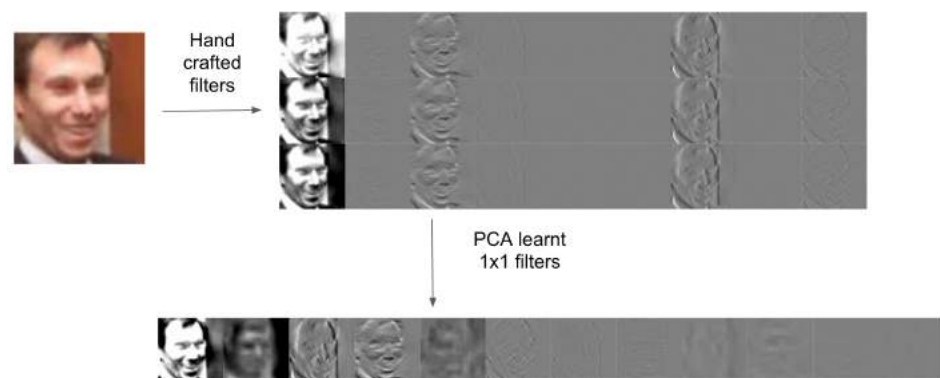 Hand
crafted
filters
PCA learnt
1x1 filters